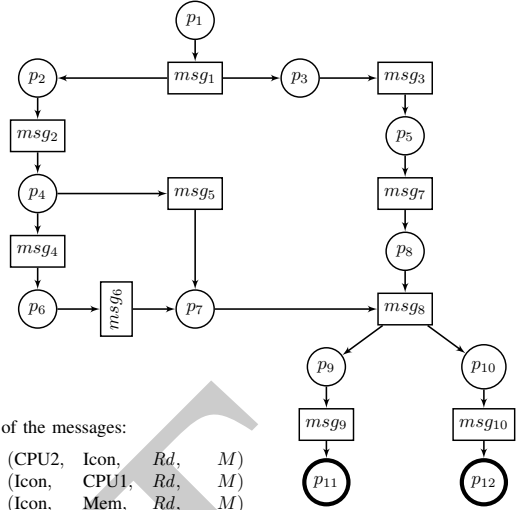 p1
p2
msg1
p3
msg3
msg2
p5
p4
msg5
msg7
msg4
p8
p6
msg6
p7
msg8
p9
p10
of the messages:
msg9
msg10
(CPU2, Icon, Rd, M)
(Icon, CPU1, Rd, M)
(Icon, Mem, Rd, M)
p11
p12